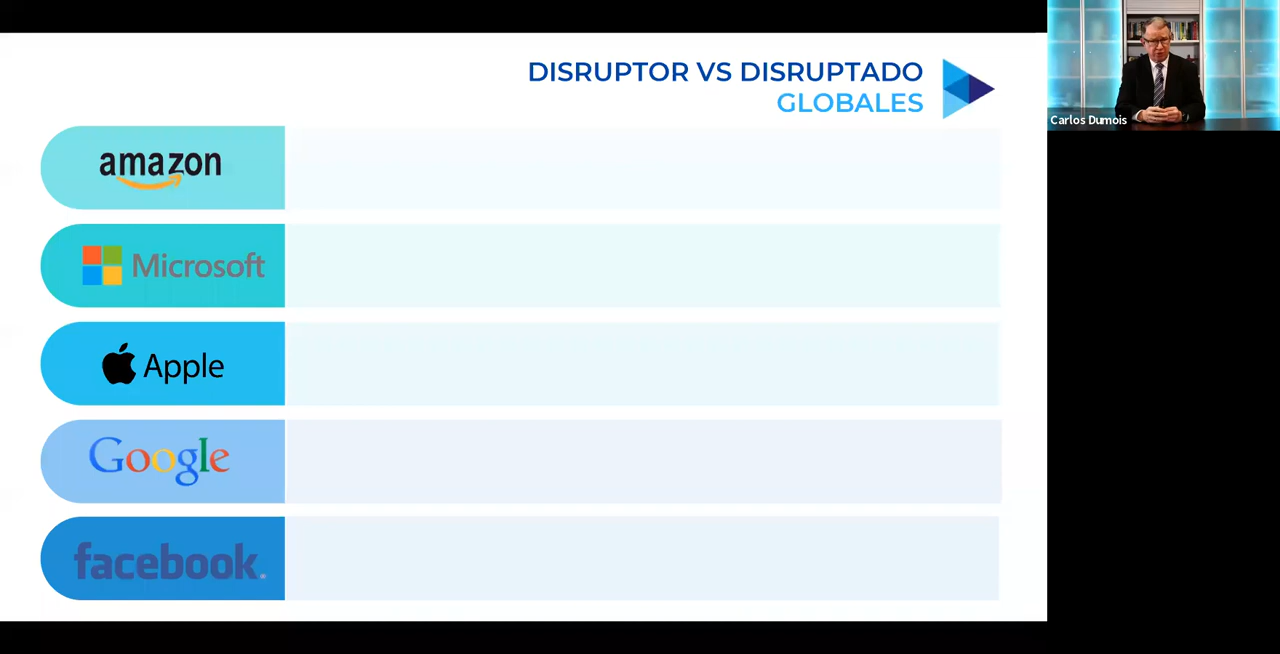 DISRUPTOR VS DISRUPTADO
GLOBALES
Carlos Dumois
amazon
Microsoft
Apple
Google
facebook